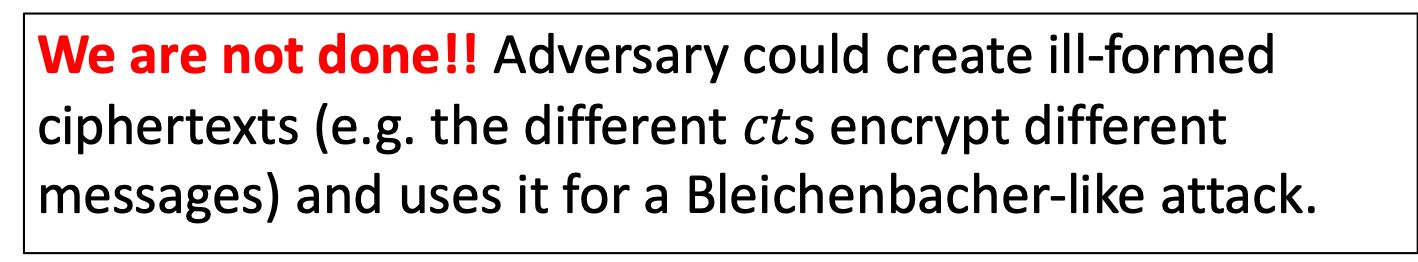 We are not done!! Adversary could create ill-formed
ciphertexts (e.g. the different cts encrypt different
messages) and uses it for a Bleichenbacher-like attack.